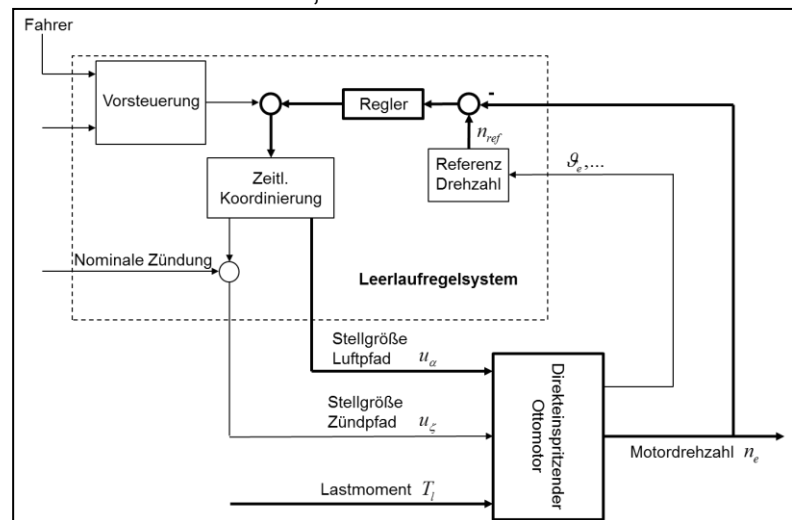 Fahrer
Vorsteuerung
Regler
-
n_ref
Zeitl.
Koordinierung
Referenz
Drehzahl
ϑ_e,...
Nominale Zündung
Leerlaufregelsystem
Stellgröße
Luftpfad u_α
Stellgröße
Zündpfad u_ζ
Direkteinspritzender
Ottomotor
Motordrehzahl n_e
Lastmoment T_l